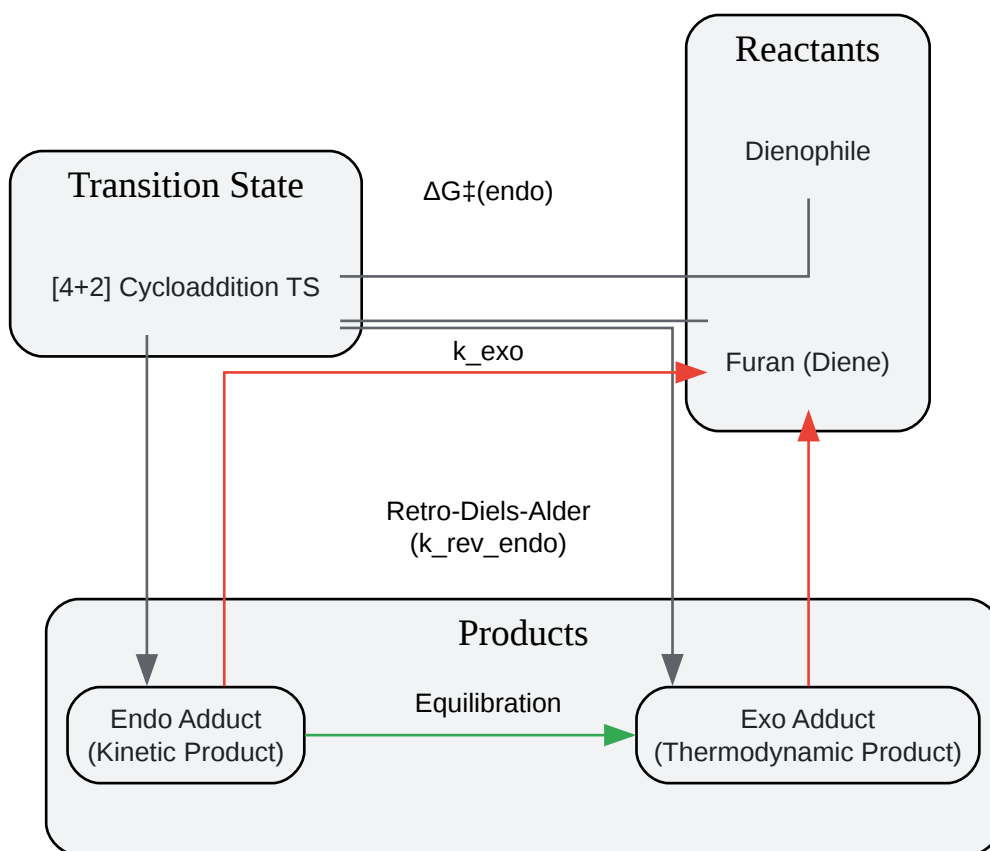 Reactants
Dienophile
Transition State
ΔG‡(endo)
[4+2] Cycloaddition TS
k_exo
Furan (Diene)
Retro-Diels-Alder
(k_rev_endo)
Products
Equilibration
Endo Adduct
(Kinetic Product)
Exo Adduct
(Thermodynamic Product)